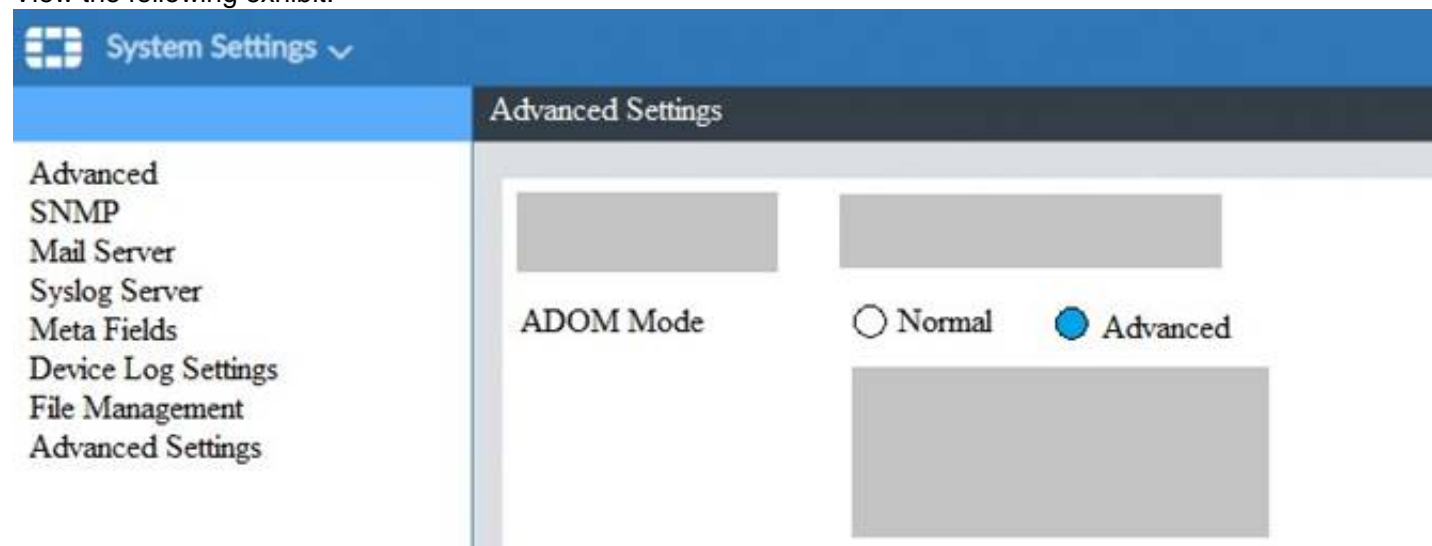 View the following exhibit.
System Settings
Advanced Settings
Advanced
SNMP
Mail Server
Syslog Server
Meta Fields
Device Log Settings
File Management
Advanced Settings
ADOM Mode
Normal
Advanced